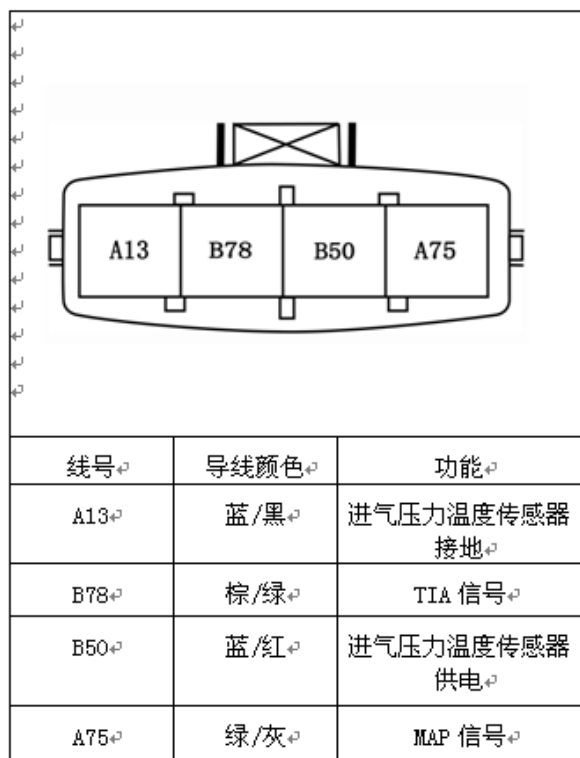 A13 B78 B50 A75
线号 导线颜色 功能
A13 蓝/黑 进气压力温度传感器
接地
B78 棕/绿 TIA 信号
B50 蓝/红 进气压力温度传感器
供电
A75 绿/灰 MAP 信号